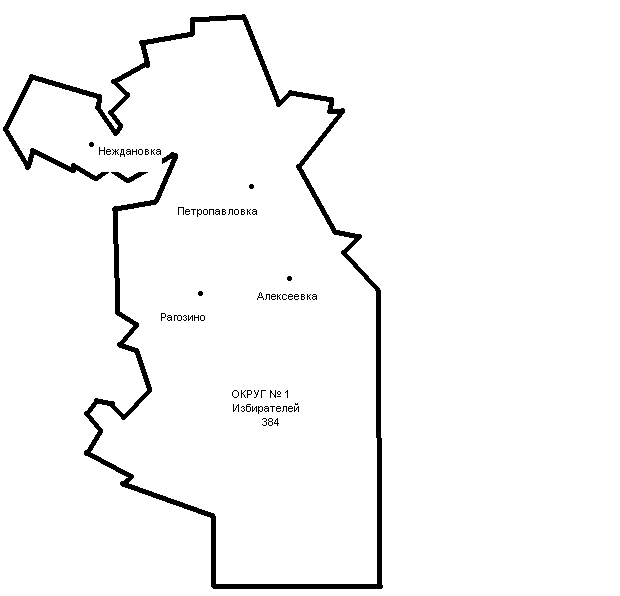 Неждановка
Петропавловка
Алексеевка
Рагозино
ОКРУГ № 1
Избирателей
384